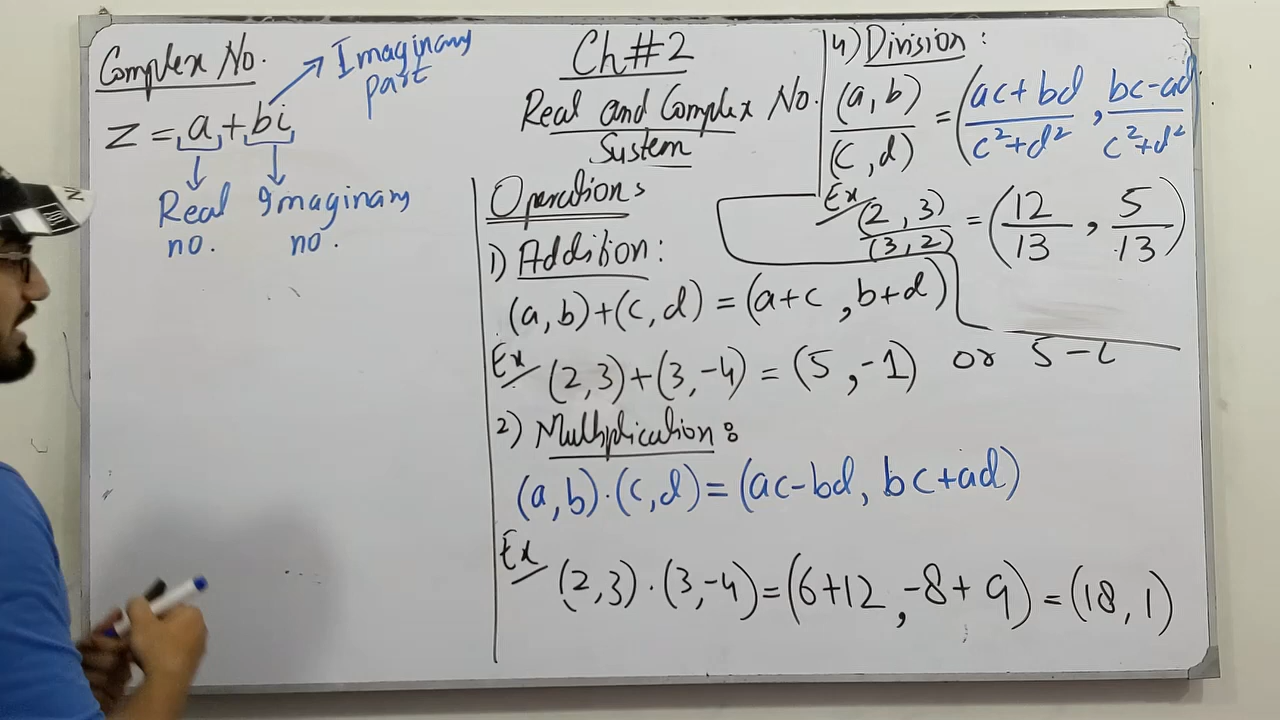 Complex No.
Imaginary
part
Z = a + bi
Real
no.
Imaginary
no.
Ch#2
Real and Complex No.
System
Operations
1) Addition:
(a, b) + (c, d) = (a+c , b+d)
Ex (2, 3) + (3, -4) = (5 , -1) or 5 - i
2) Multiplication:
(a, b) . (c, d) = (ac - bd, bc + ad)
Ex (2, 3) . (3, -4) = (6+12 , -8 + 9) = (18, 1)
4) Division:
(a, b) / (c, d) = (ac + bd / c²+d² , bc - ad / c²+d²)
Ex (2, 3) / (3, 2) = (12 / 13 , 5 / 13)